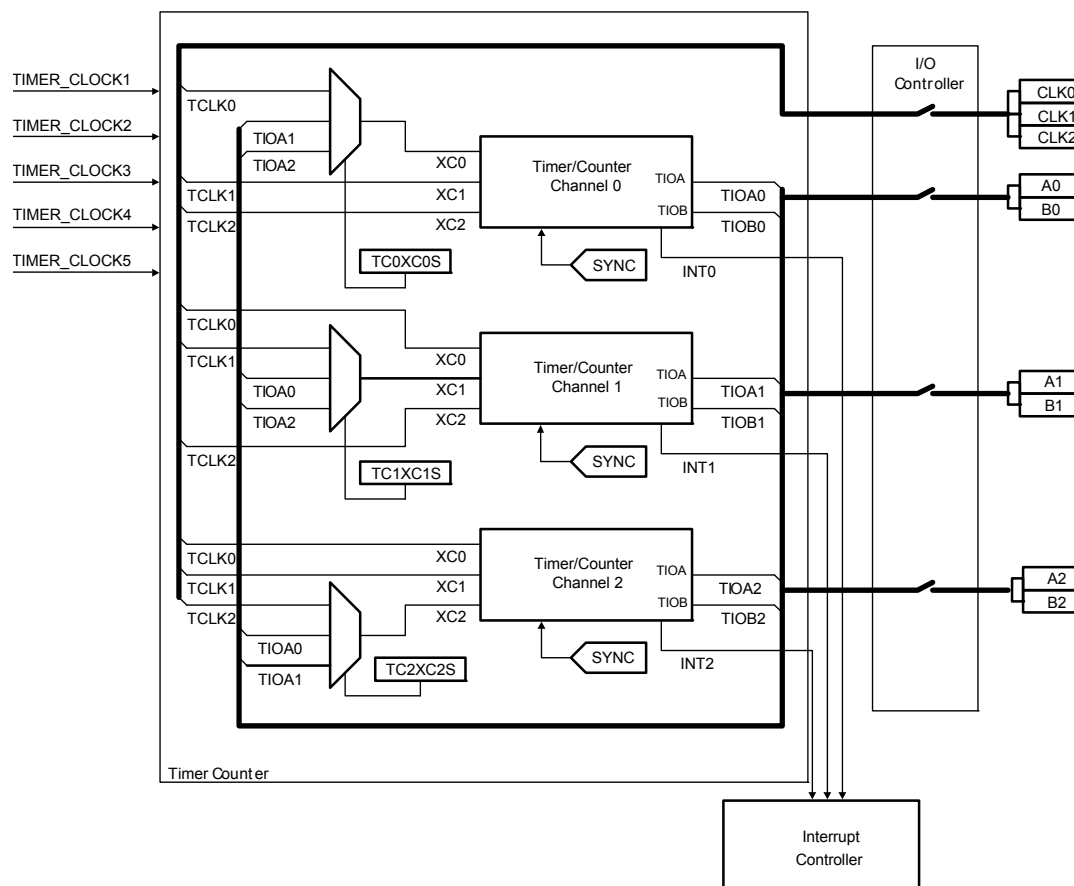 TIMER_CLOCK1
TIMER_CLOCK2
TIMER_CLOCK3
TIMER_CLOCK4
TIMER_CLOCK5
TCLK0
TIOA1
TIOA2
TCLK1
TCLK2
XC0
XC1
XC2
Timer/Counter
Channel 0
TIOA
TIOB
TIOA0
TIOB0
TC0XC0S
SYNC
INT0
TCLK0
TCLK1
TIOA0
TIOA2
TCLK2
XC0
XC1
XC2
Timer/Counter
Channel 1
TIOA
TIOB
TIOA1
TIOB1
TC1XC1S
SYNC
INT1
TCLK0
TCLK1
TCLK2
TIOA0
TIOA1
XC0
XC1
XC2
Timer/Counter
Channel 2
TIOA
TIOB
TIOA2
TIOB2
TC2XC2S
SYNC
INT2
Timer Counter
I/O
Controller
CLK0
CLK1
CLK2
A0
B0
A1
B1
A2
B2
Interrupt
Controller